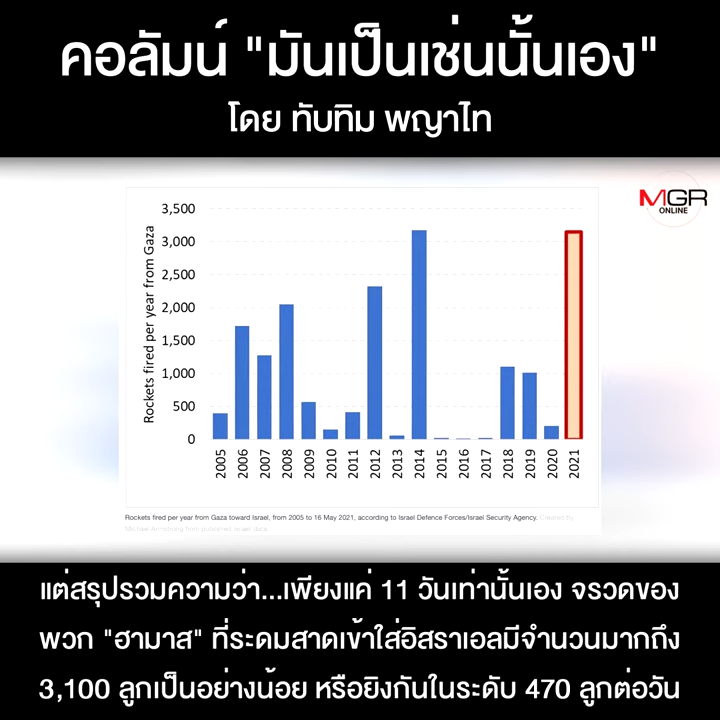 คอลัมน์ "มันเป็นเช่นนั้นเอง"
โดย ทับทิม พญาไท
MGR
ONLINE
Rockets fired per year from Gaza
3,500
3,000
2,500
2,000
1,500
1,000
500
0
2005 2006 2007 2008 2009 2010 2011 2012 2013 2014 2015 2016 2017 2018 2019 2020 2021
Rockets fired per year from Gaza toward Israel, from 2005 to 16 May 2021, according to Israel Defence Forces/Israel Security Agency. Created by
Michael Armstrong from published Israeli data
แต่สรุปรวมความว่า...เพียงแค่ 11 วันเท่านั้นเอง จรวดของ
พวก "ฮามาส" ที่ระดมสาดเข้าใส่อิสราเอลมีจำนวนมากถึง
3,100 ลูกเป็นอย่างน้อย หรือยิงกันในระดับ 470 ลูกต่อวัน